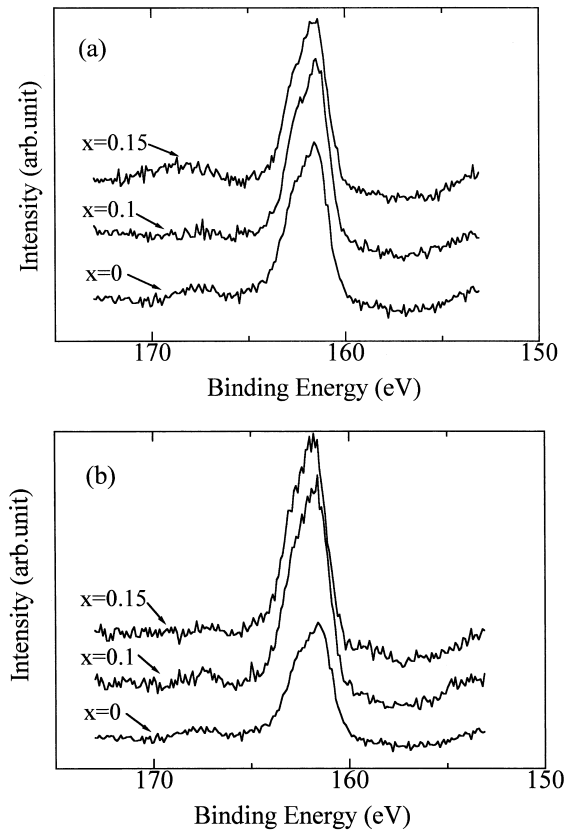 (a)
Intensity (arb.unit)
x=0.15
x=0.1
x=0
170
160
150
Binding Energy (eV)
(b)
Intensity (arb.unit)
x=0.15
x=0.1
x=0
170
160
150
Binding Energy (eV)